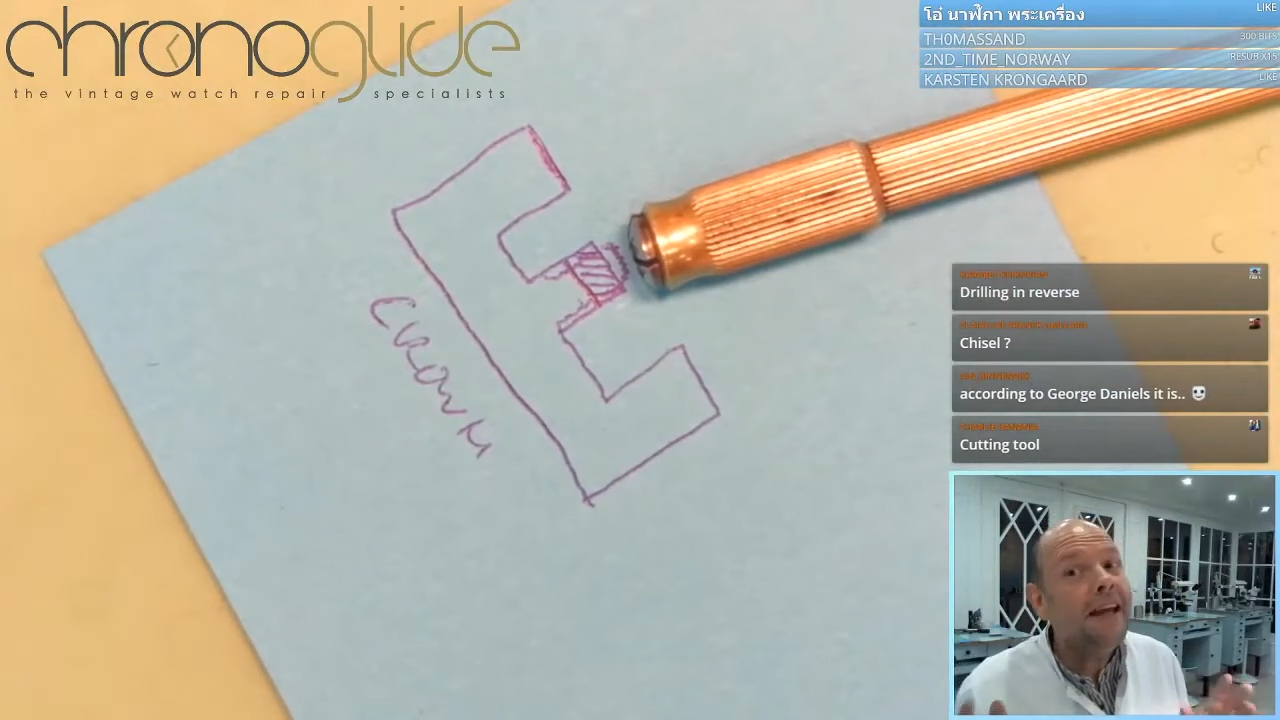 chronoglide
the vintage watch repair specialists
โอ๋ นาฬิกา พระเครื่อง LIKE
TH0MASSAND 300 BITS
2ND_TIME_NORWAY RESUB X15
KARSTEN KRONGAARD LIKE
CROWN
Drilling in reverse
Chisel ?
according to George Daniels it is..
Cutting tool